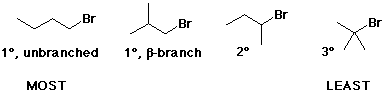 Br Br Br Br
1°, unbranched 1°, β-branch 2° 3°
MOST LEAST